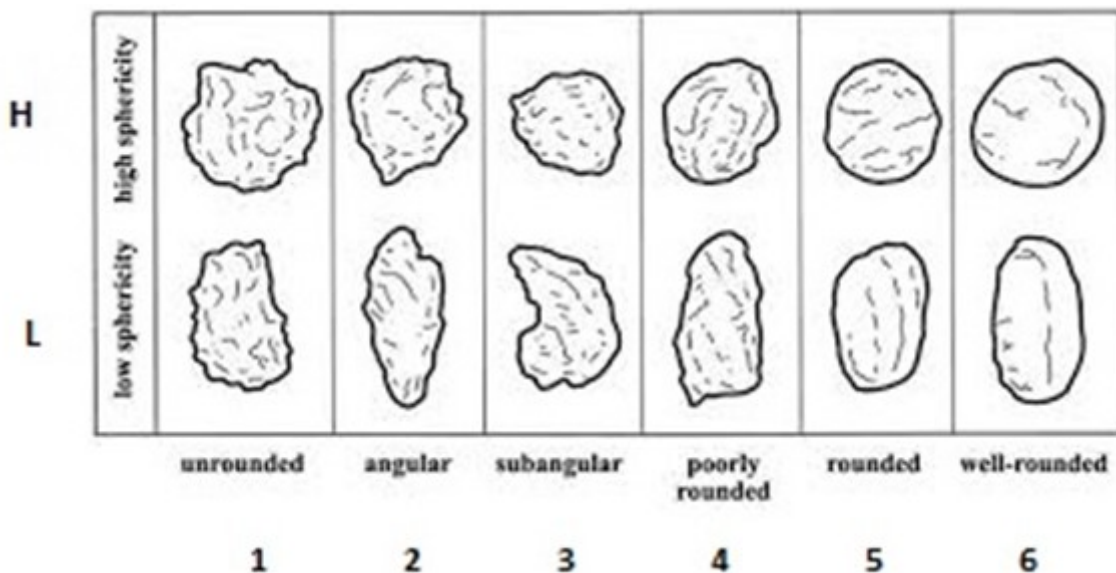 H
high sphericity
L
low sphericity
unrounded
angular
subangular
poorly
rounded
rounded
well-rounded
1 2 3 4 5 6